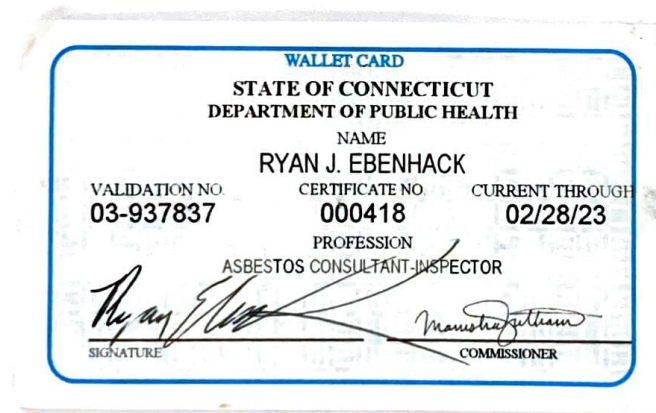 WALLET CARD
STATE OF CONNECTICUT
DEPARTMENT OF PUBLIC HEALTH
NAME
RYAN J. EBENHACK
VALIDATION NO. CERTIFICATE NO. CURRENT THROUGH
03-937837 000418 02/28/23
PROFESSION
ASBESTOS CONSULTANT-INSPECTOR
Ryan
SIGNATURE COMMISSIONER